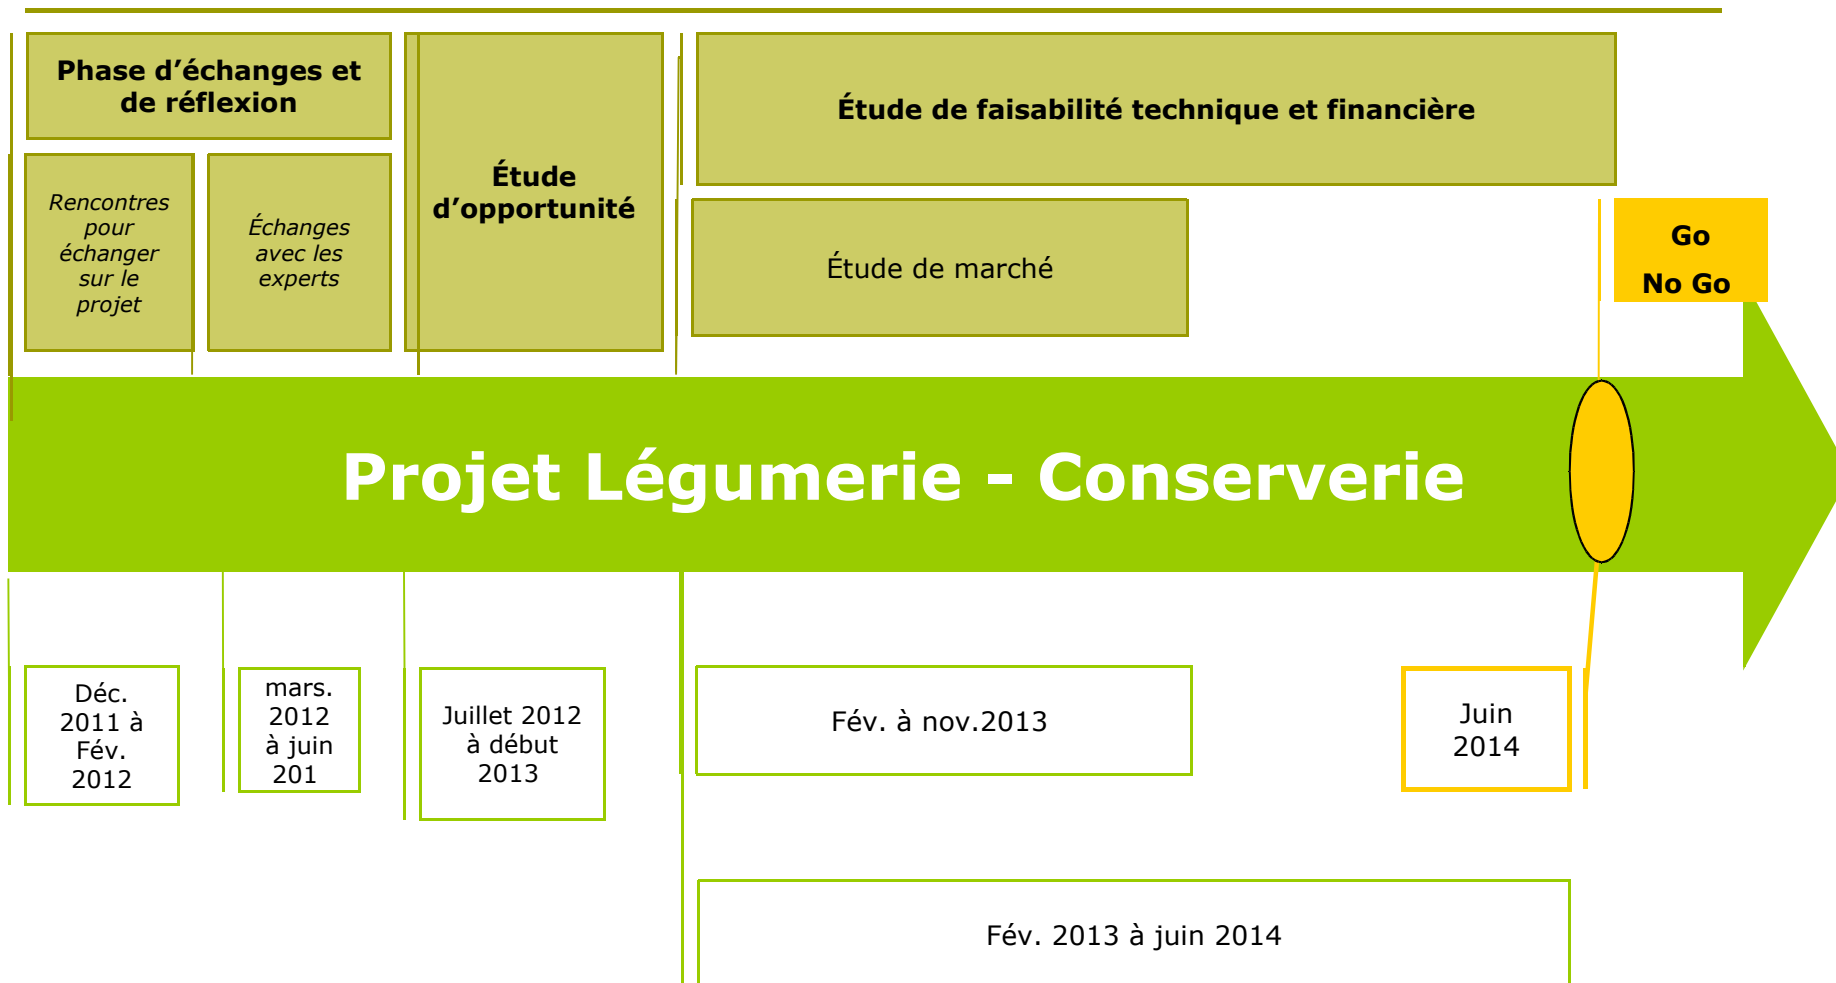 Phase d’échanges et
de réflexion
Étude de faisabilité technique et financière
Étude
d’opportunité
Rencontres
pour
échanger
sur le
projet
Échanges
avec les
experts
Étude de marché
Go
No Go
Projet Légumerie - Conserverie
Déc.
2011 à
Fév.
2012
mars.
2012
à juin
201
Juillet 2012
à début
2013
Fév. à nov.2013
Juin
2014
Fév. 2013 à juin 2014